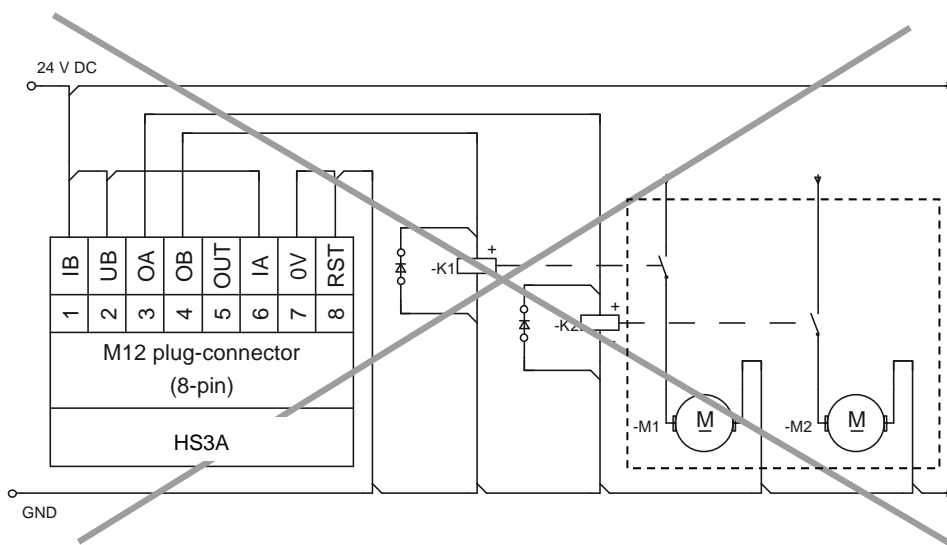 24 V DC
IB UB OA OB OUT IA 0V RST
1 2 3 4 5 6 7 8
M12 plug-connector
(8-pin)
HS3A
-K1
+
-K2
+
-
-M1
M
-M2
M
GND